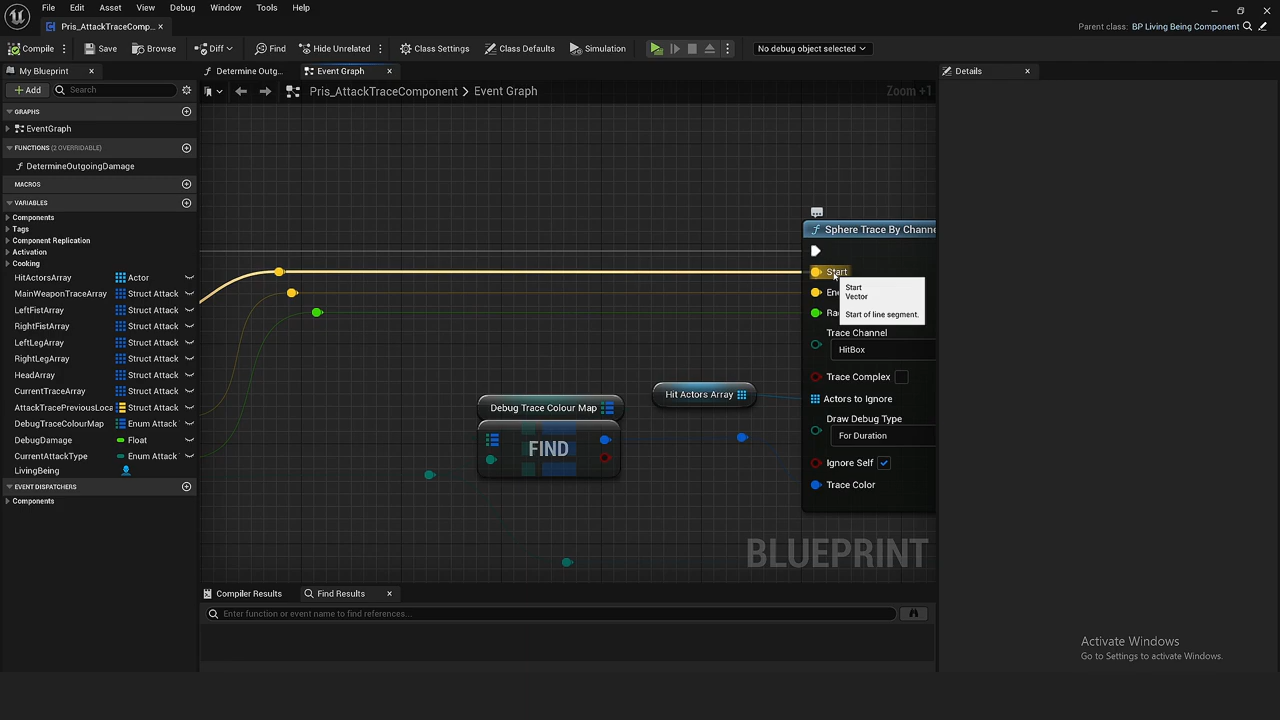 File Edit Asset View Debug Window Tools Help
Pris_AttackTraceComp...
Parent class: BP Living Being Component
Compile Save Browse Diff Find Hide Unrelated Class Settings Class Defaults Simulation No debug object selected
My Blueprint Determine Outg... Event Graph Details
+ Add Search
Pris_AttackTraceComponent > Event Graph Zoom +1
GRAPHS
EventGraph
FUNCTIONS (2 OVERRIDABLE)
f DetermineOutgoingDamage
MACROS
VARIABLES
Components
Tags
Component Replication
Activation
Cooking
HitActorsArray Actor
MainWeaponTraceArray Struct Attack
LeftFistArray Struct Attack
RightFistArray Struct Attack
LeftLegArray Struct Attack
RightLegArray Struct Attack
HeadArray Struct Attack
CurrentTraceArray Struct Attack
AttackTracePreviousLoca Struct Attack
DebugTraceColourMap Enum Attack
DebugDamage Float
CurrentAttackType Enum Attack
LivingBeing
EVENT DISPATCHERS
Components
Debug Trace Colour Map
FIND
Hit Actors Array
f Sphere Trace By Channe
Start
Start
Vector
Start of line segment.
Trace Channel
HitBox
Trace Complex
Actors to Ignore
Draw Debug Type
For Duration
Ignore Self
Trace Color
BLUEPRINT
Compiler Results Find Results
Enter function or event name to find references...
Activate Windows
Go to Settings to activate Windows.